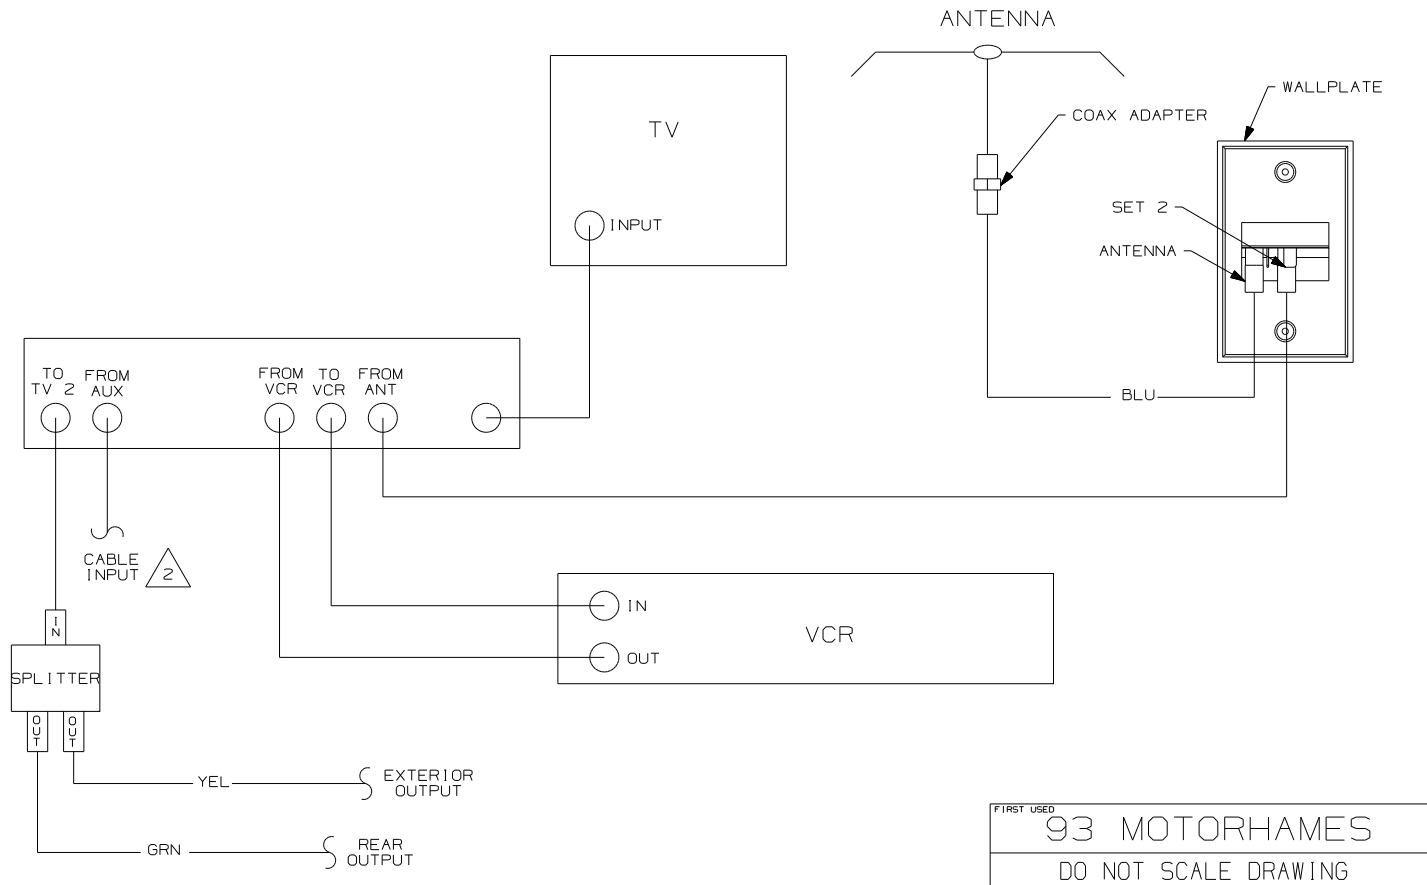 ANTENNA
WALLPLATE
COAX ADAPTER
TV
SET 2
INPUT
ANTENNA
TO
TV 2
FROM
AUX
FROM
VCR
TO
VCR
FROM
ANT
BLU
CABLE
INPUT
2
IN
IN
VCR
OUT
SPLITTER
OUT
OUT
YEL
EXTERIOR
OUTPUT
GRN
REAR
OUTPUT
FIRST USED
93 MOTORHAMES
DO NOT SCALE DRAWING